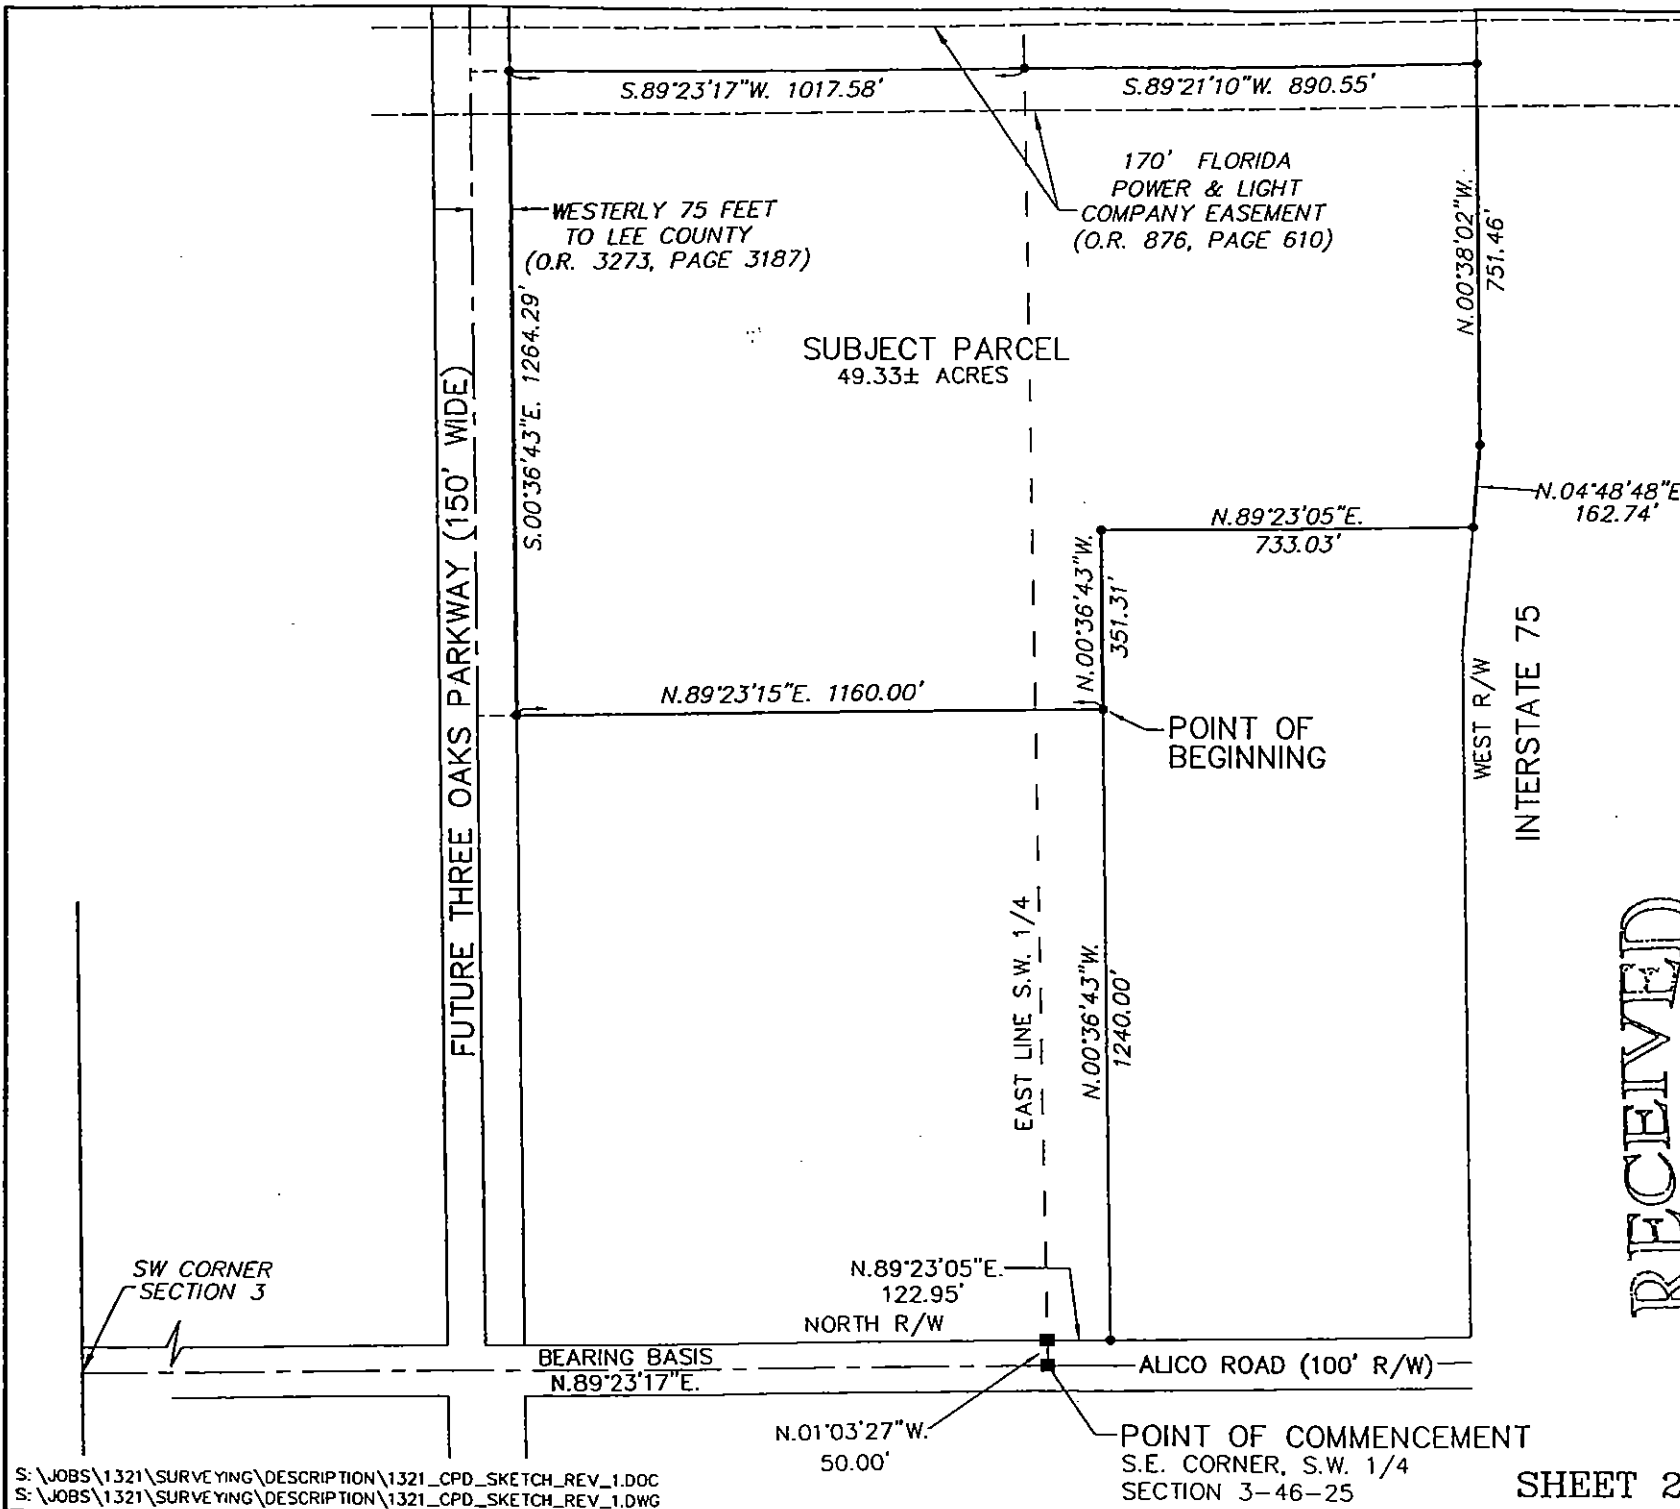 S.89°23'17"W. 1017.58'
S.89°21'10"W. 890.55'
170' FLORIDA
POWER & LIGHT
COMPANY EASEMENT
(O.R. 876, PAGE 610)
WESTERLY 75 FEET
TO LEE COUNTY
(O.R. 3273, PAGE 3187)
N.00°38'02"W.
751.46'
S.00°36'43"E. 1264.29'
SUBJECT PARCEL
49.33± ACRES
FUTURE THREE OAKS PARKWAY (150' WIDE)
N.04°48'48"E
162.74'
N.89°23'05"E.
733.03'
N.00°36'43"W.
351.31'
N.89°23'15"E. 1160.00'
POINT OF
BEGINNING
WEST R/W
INTERSTATE 75
EAST LINE S.W. 1/4
N.00°36'43"W.
1240.00'
RECEIVED
SW CORNER
SECTION 3
N.89°23'05"E.
122.95'
NORTH R/W
BEARING BASIS
N.89°23'17"E.
ALICO ROAD (100' R/W)
N.01°03'27"W.
50.00'
POINT OF COMMENCEMENT
S.E. CORNER, S.W. 1/4
SECTION 3-46-25
S:\JOBS\1321\SURVEYING\DESCRIPTION\1321_CPD_SKETCH_REV_1.DOC
S:\JOBS\1321\SURVEYING\DESCRIPTION\1321_CPD_SKETCH_REV_1.DWG
SHEET 2